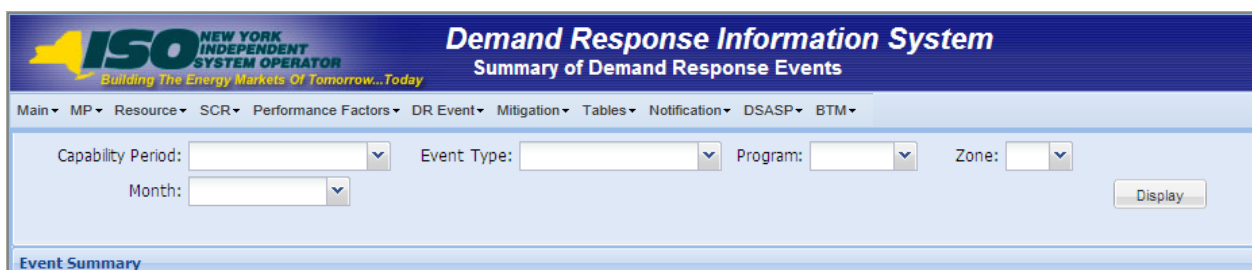 ISO NEW YORK
INDEPENDENT
SYSTEM OPERATOR
Building The Energy Markets Of Tomorrow...Today
Demand Response Information System
Summary of Demand Response Events
Main MP Resource SCR Performance Factors DR Event Mitigation Tables Notification DSASP BTM
Capability Period: Event Type: Program: Zone:
Month:
Display
Event Summary